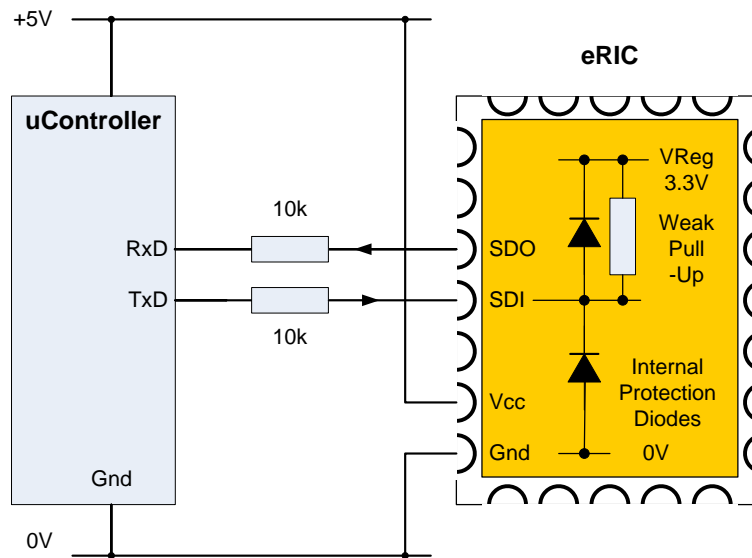 +5V
eRIC
uController
VReg
3.3V
10k
Weak
Pull
-Up
RxD
SDO
TxD
SDI
10k
Internal
Protection
Diodes
Vcc
Gnd
0V
Gnd
0V